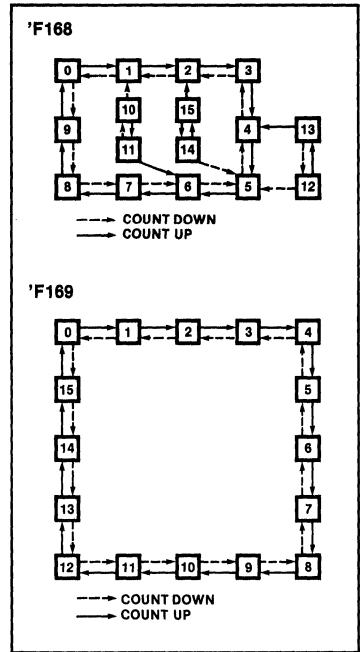 'F168
0 1 2 3
10 15
9 4 13
11 14
8 7 6 5 12
COUNT DOWN
COUNT UP
'F169
0 1 2 3 4
15 5
14 6
13 7
12 11 10 9 8
COUNT DOWN
COUNT UP